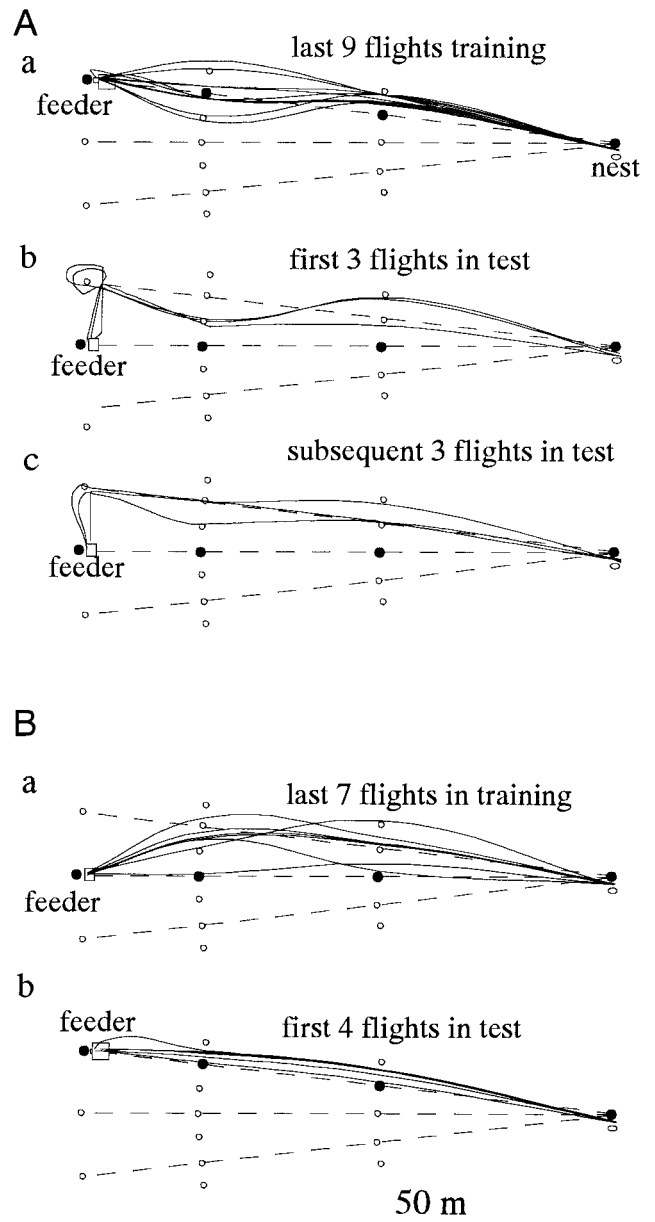 A
a
last 9 flights training
feeder
nest
b
first 3 flights in test
feeder
c
subsequent 3 flights in test
feeder
B
a
last 7 flights in training
feeder
b
feeder
first 4 flights in test
50 m